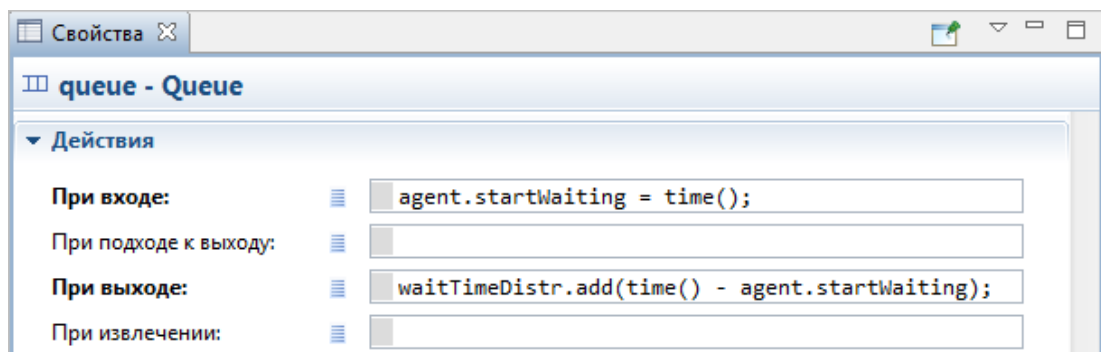 Свойства
queue - Queue
Действия
При входе: agent.startWaiting = time();
При подходе к выходу:
При выходе: waitTimeDistr.add(time() - agent.startWaiting);
При извлечении: